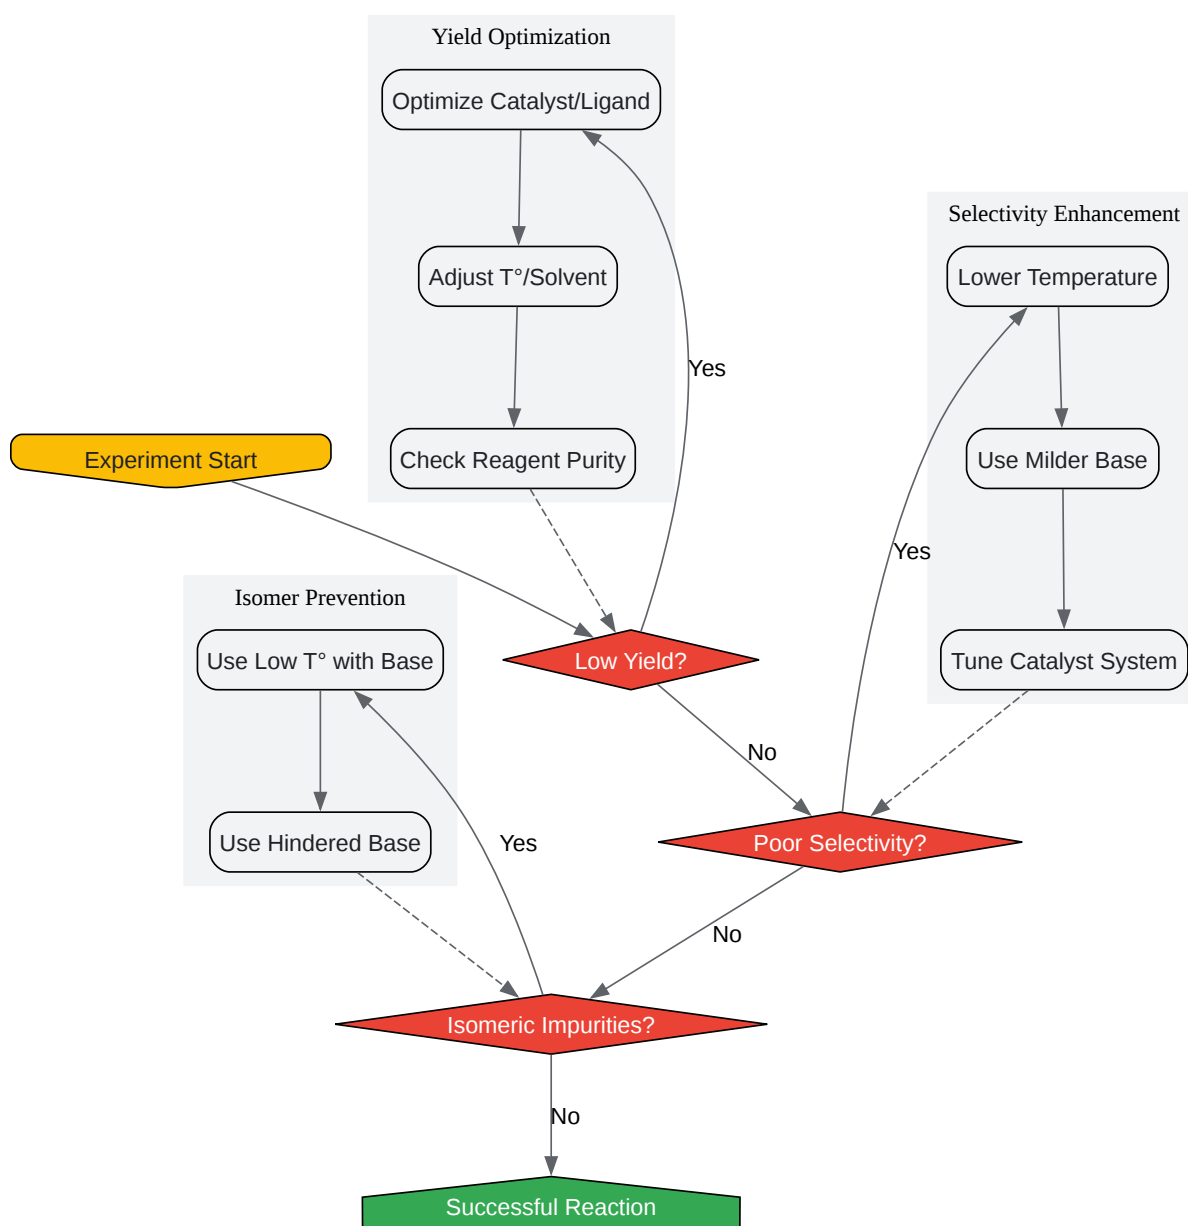 Yield Optimization
Optimize Catalyst/Ligand
Selectivity Enhancement
Adjust T°/Solvent
Lower Temperature
Yes
Experiment Start
Check Reagent Purity
Use Milder Base
Yes
Isomer Prevention
Use Low T° with Base
Low Yield?
Tune Catalyst System
No
Use Hindered Base
Yes
Poor Selectivity?
No
Isomeric Impurities?
No
Successful Reaction